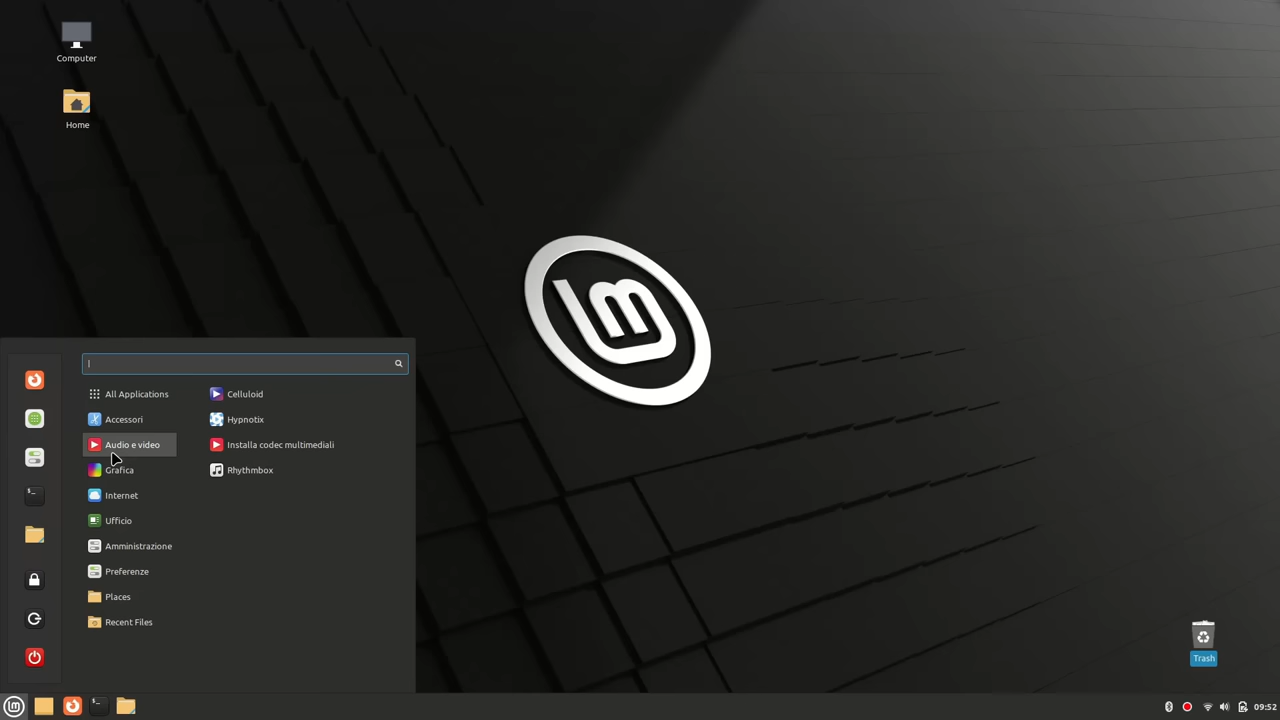 Computer
Home
All Applications
Accessori
Audio e video
Grafica
Internet
Ufficio
Amministrazione
Preferenze
Places
Recent Files
Celluloid
Hypnotix
Installa codec multimediali
Rhythmbox
Trash
09:52